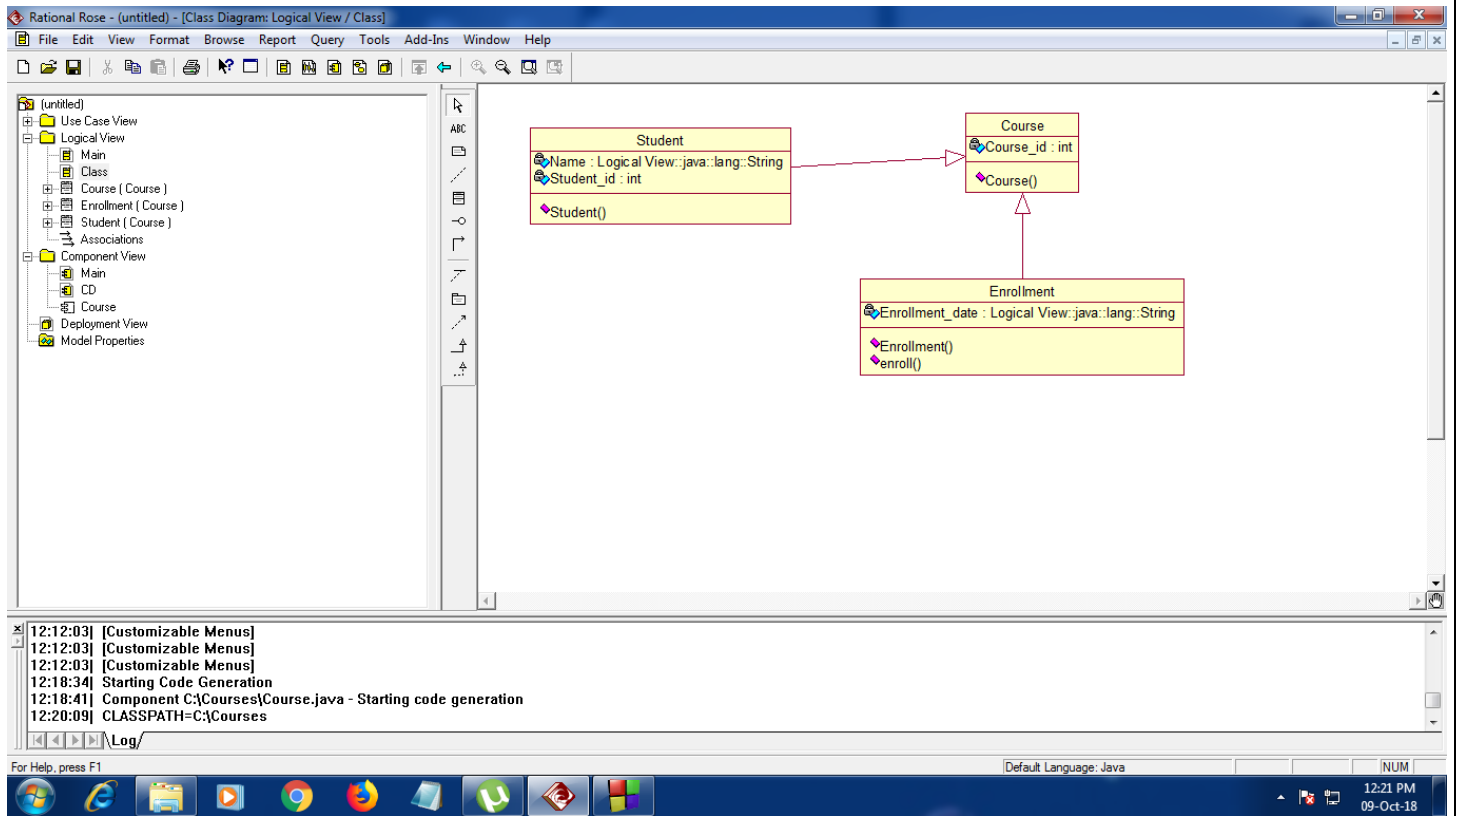 Rational Rose - (untitled) - [Class Diagram: Logical View / Class]
File Edit View Format Browse Report Query Tools Add-Ins Window Help
(untitled)
Use Case View
Logical View
Main
Class
Course ( Course )
Enrollment ( Course )
Student ( Course )
Associations
Component View
Main
CD
Course
Deployment View
Model Properties
ABC
Student
Name : Logical View::java::lang::String
Student_id : int
Student()
Course
Course_id : int
Course()
Enrollment
Enrollment_date : Logical View::java::lang::String
Enrollment()
enroll()
12:12:03| [Customizable Menus]
12:12:03| [Customizable Menus]
12:12:03| [Customizable Menus]
12:18:34| Starting Code Generation
12:18:41| Component C:\Courses\Course.java - Starting code generation
12:20:09| CLASSPATH=C:\Courses
Log
For Help, press F1
Default Language: Java
NUM
12:21 PM
09-Oct-18